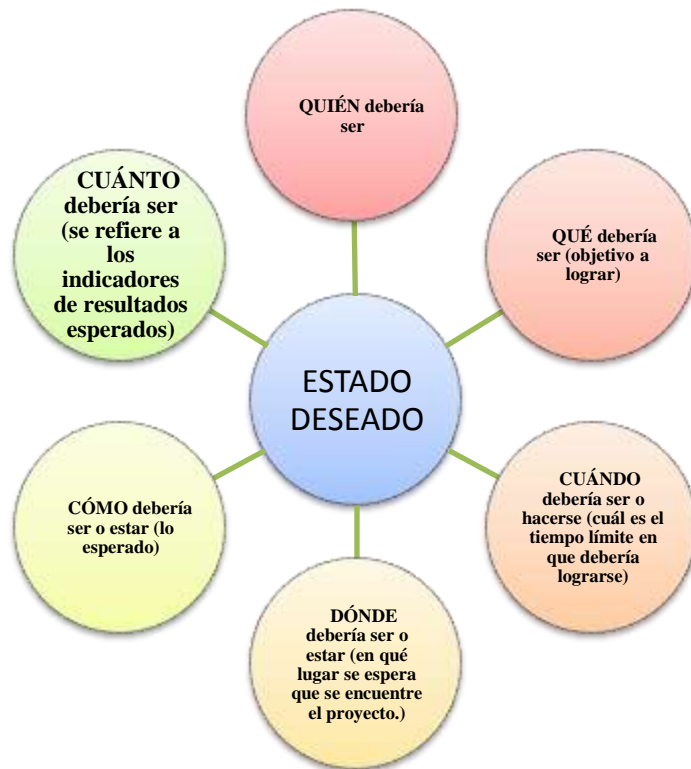 QUIÉN debería
ser
QUÉ debería
ser (objetivo a
lograr)
CUÁNDO
debería ser o
hacerse (cuál es el
tiempo límite en
que debería
lograrse)
DÓNDE
debería ser o
estar (en qué
lugar se espera
que se encuentre
el proyecto.)
CÓMO debería
ser o estar (lo
esperado)
CUÁNTO
debería ser
(se refiere a
los
indicadores
de resultados
esperados)
ESTADO
DESEADO